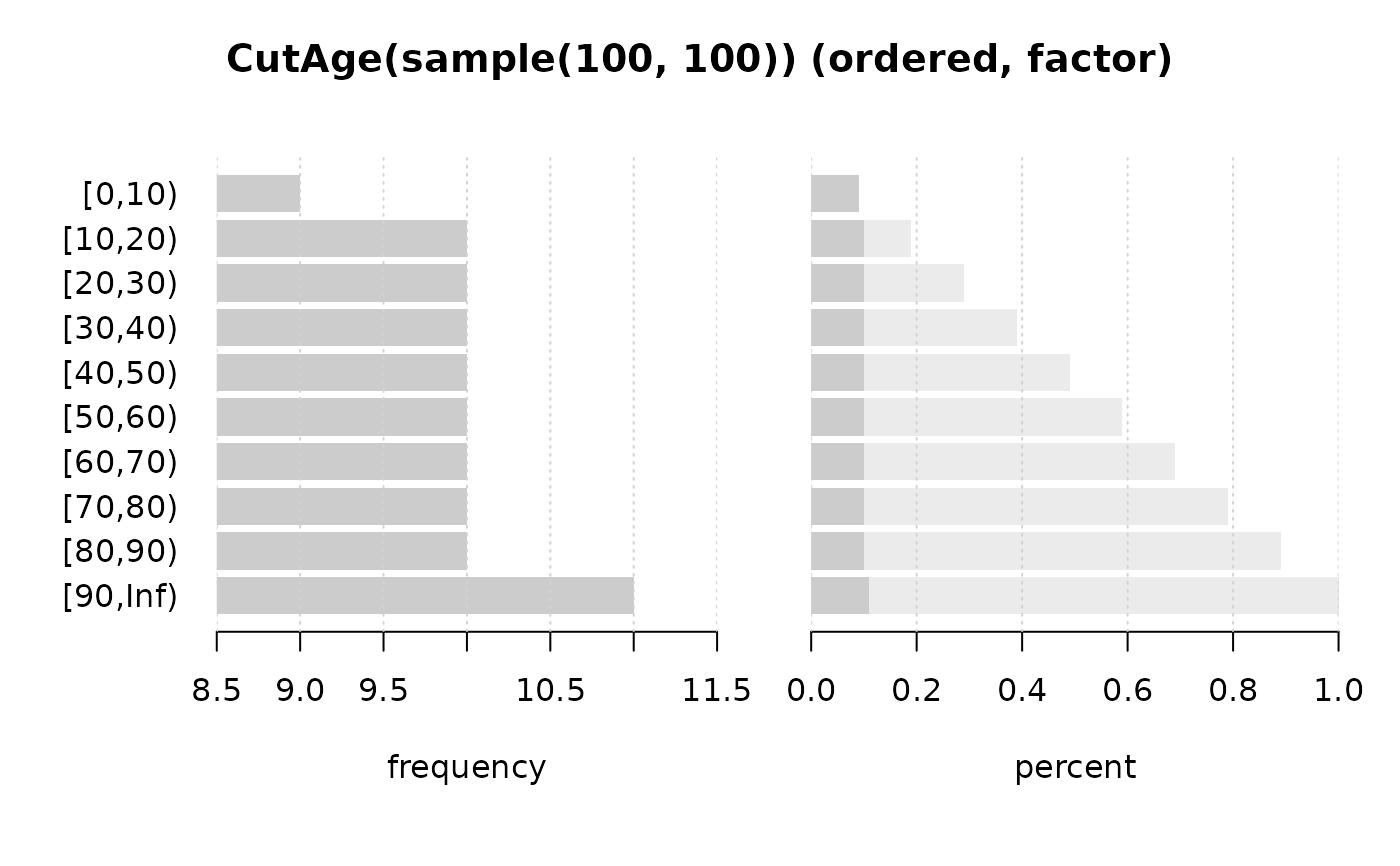 CutAge(sample(100, 100)) (ordered, factor)
[0,10)
[10,20)
[20,30)
[30,40)
[40,50)
[50,60)
[60,70)
[70,80)
[80,90)
[90,Inf)
8.5 9.0 9.5 10.5 11.5
frequency
0.0 0.2 0.4 0.6 0.8 1.0
percent